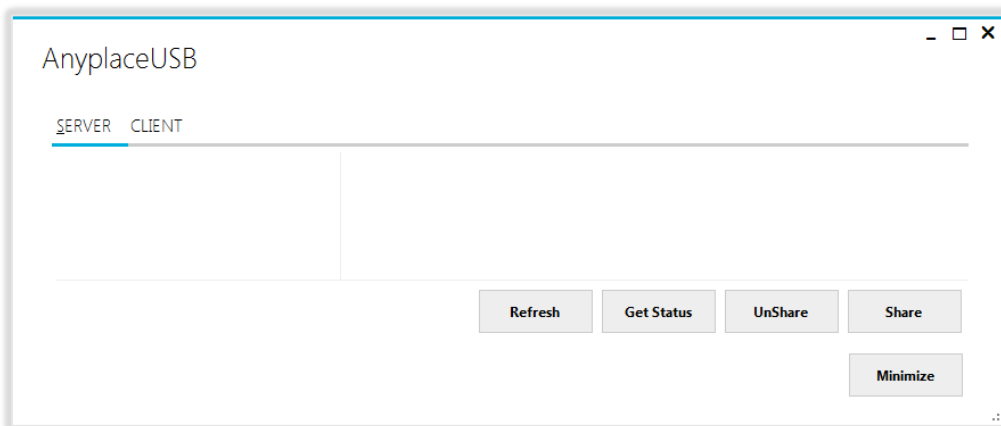 AnyplaceUSB
SERVER CLIENT
Refresh Get Status UnShare Share
Minimize